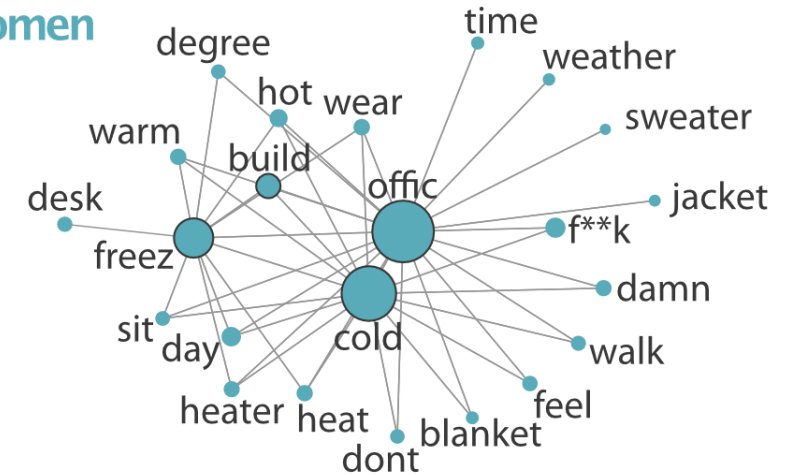 omen
time
degree
weather
hot
wear
sweater
warm
build
offic
desk
jacket
f**k
freez
damn
sit
day
cold
walk
heater
heat
feel
blanket
dont